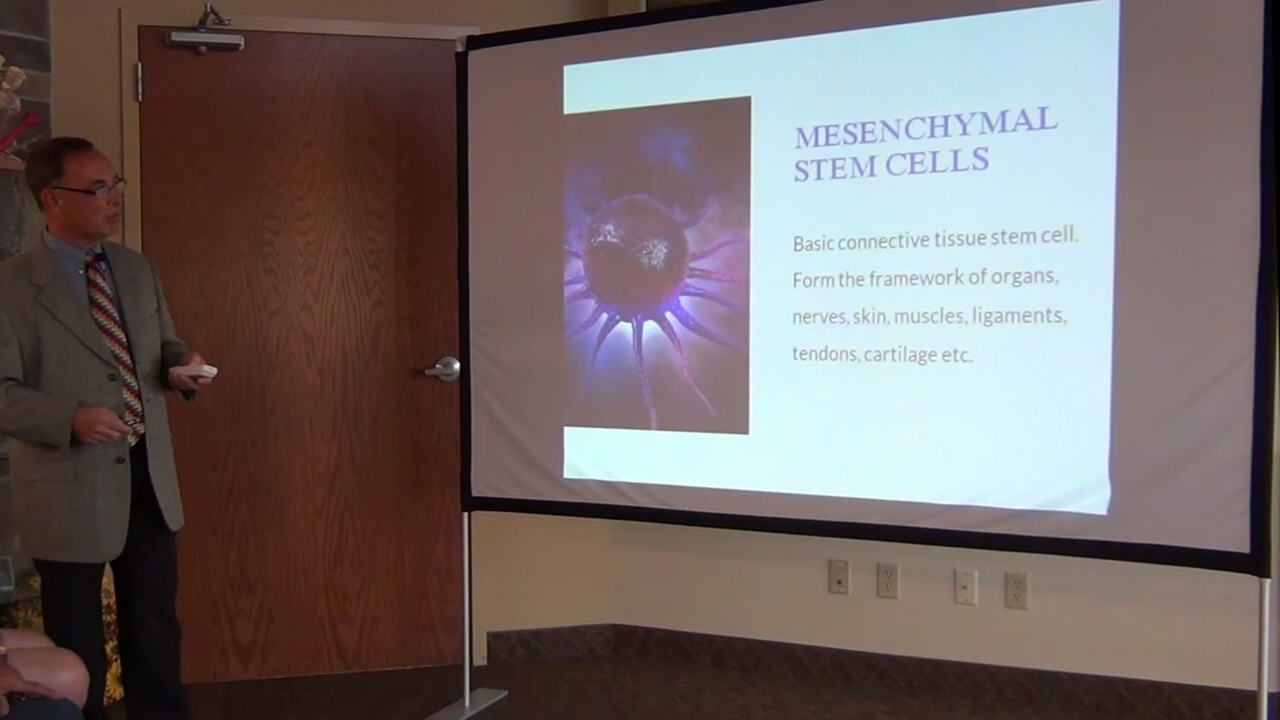 MESENCHYMAL
STEM CELLS
Basic connective tissue stem cell.
Form the framework of organs,
nerves, skin, muscles, ligaments,
tendons, cartilage etc.